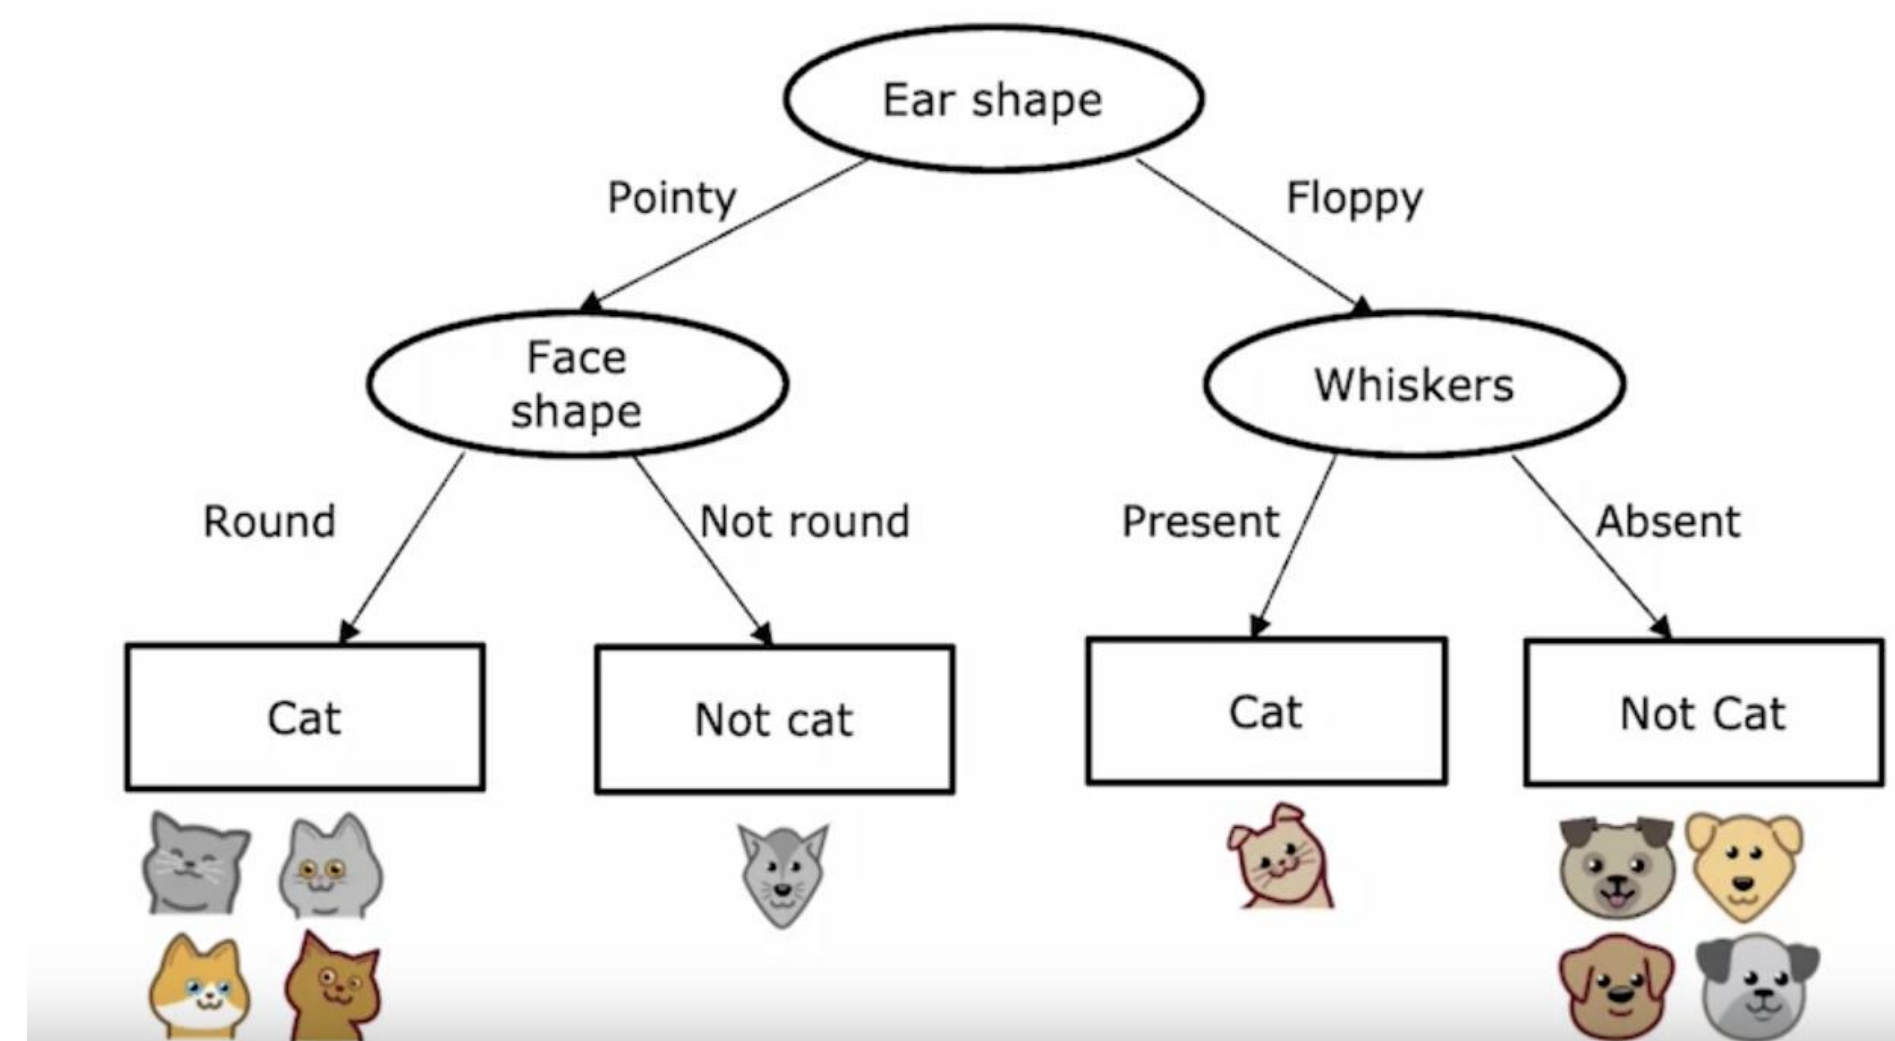 Ear shape
Pointy
Floppy
Face
shape
Whiskers
Round
Not round
Present
Absent
Cat
Not cat
Cat
Not Cat